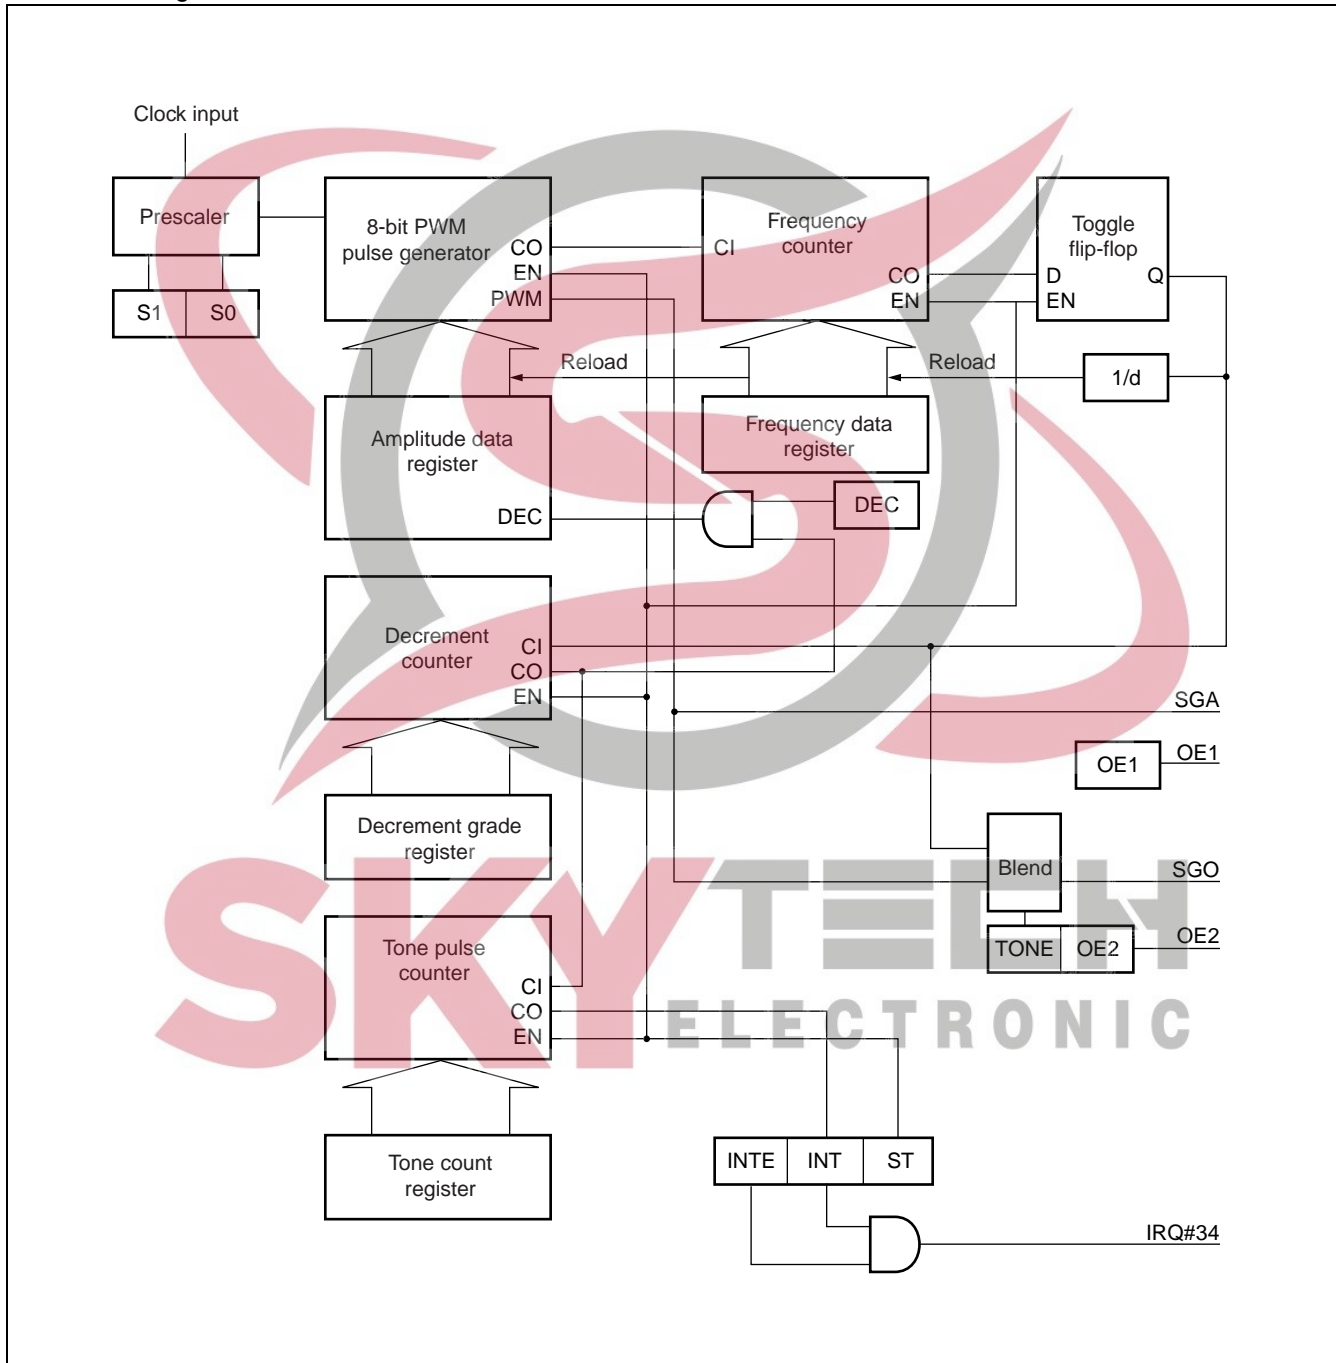 Clock input
Prescaler
S1
S0
8-bit PWM
pulse generator
CO
EN
PWM
Frequency
counter
CI
CO
EN
Toggle
flip-flop
D
Q
EN
Reload
Reload
1/d
Amplitude data
register
DEC
Frequency data
register
DEC
Decrement
counter
CI
CO
EN
SGA
OE1
OE1
Decrement grade
register
Blend
SGO
TONE
OE2
OE2
Tone pulse
counter
CI
CO
EN
Tone count
register
INTE
INT
ST
IRQ#34
SKYTECH
ELECTRONIC